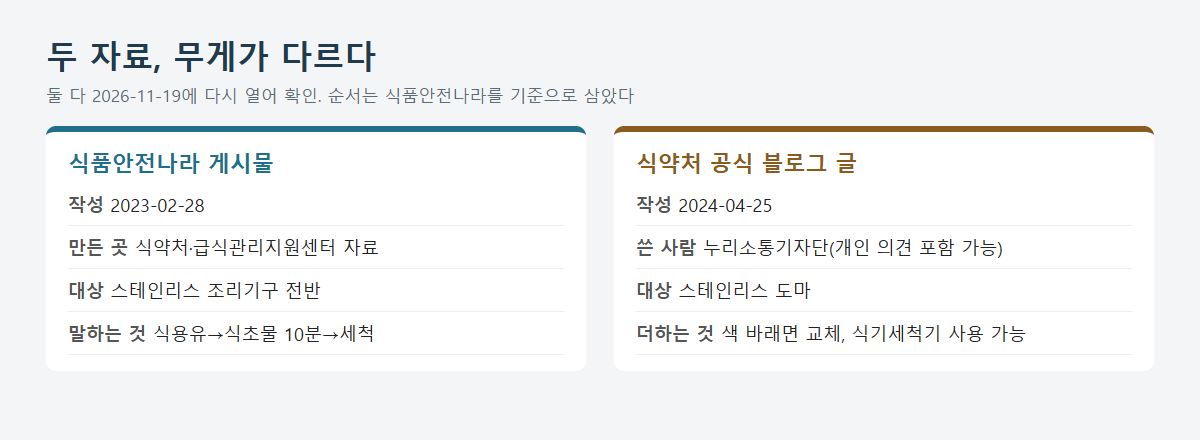 두 자료, 무게가 다르다
둘 다 2026-11-19에 다시 열어 확인. 순서는 식품안전나라를 기준으로 삼았다
식품안전나라 게시물
작성 2023-02-28
만든 곳 식약처·급식관리지원센터 자료
대상 스테인리스 조리기구 전반
말하는 것 식용유→식초물 10분→세척
식약처 공식 블로그 글
작성 2024-04-25
쓴 사람 누리소통기자단(개인 의견 포함 가능)
대상 스테인리스 도마
더하는 것 색 바래면 교체, 식기세척기 사용 가능